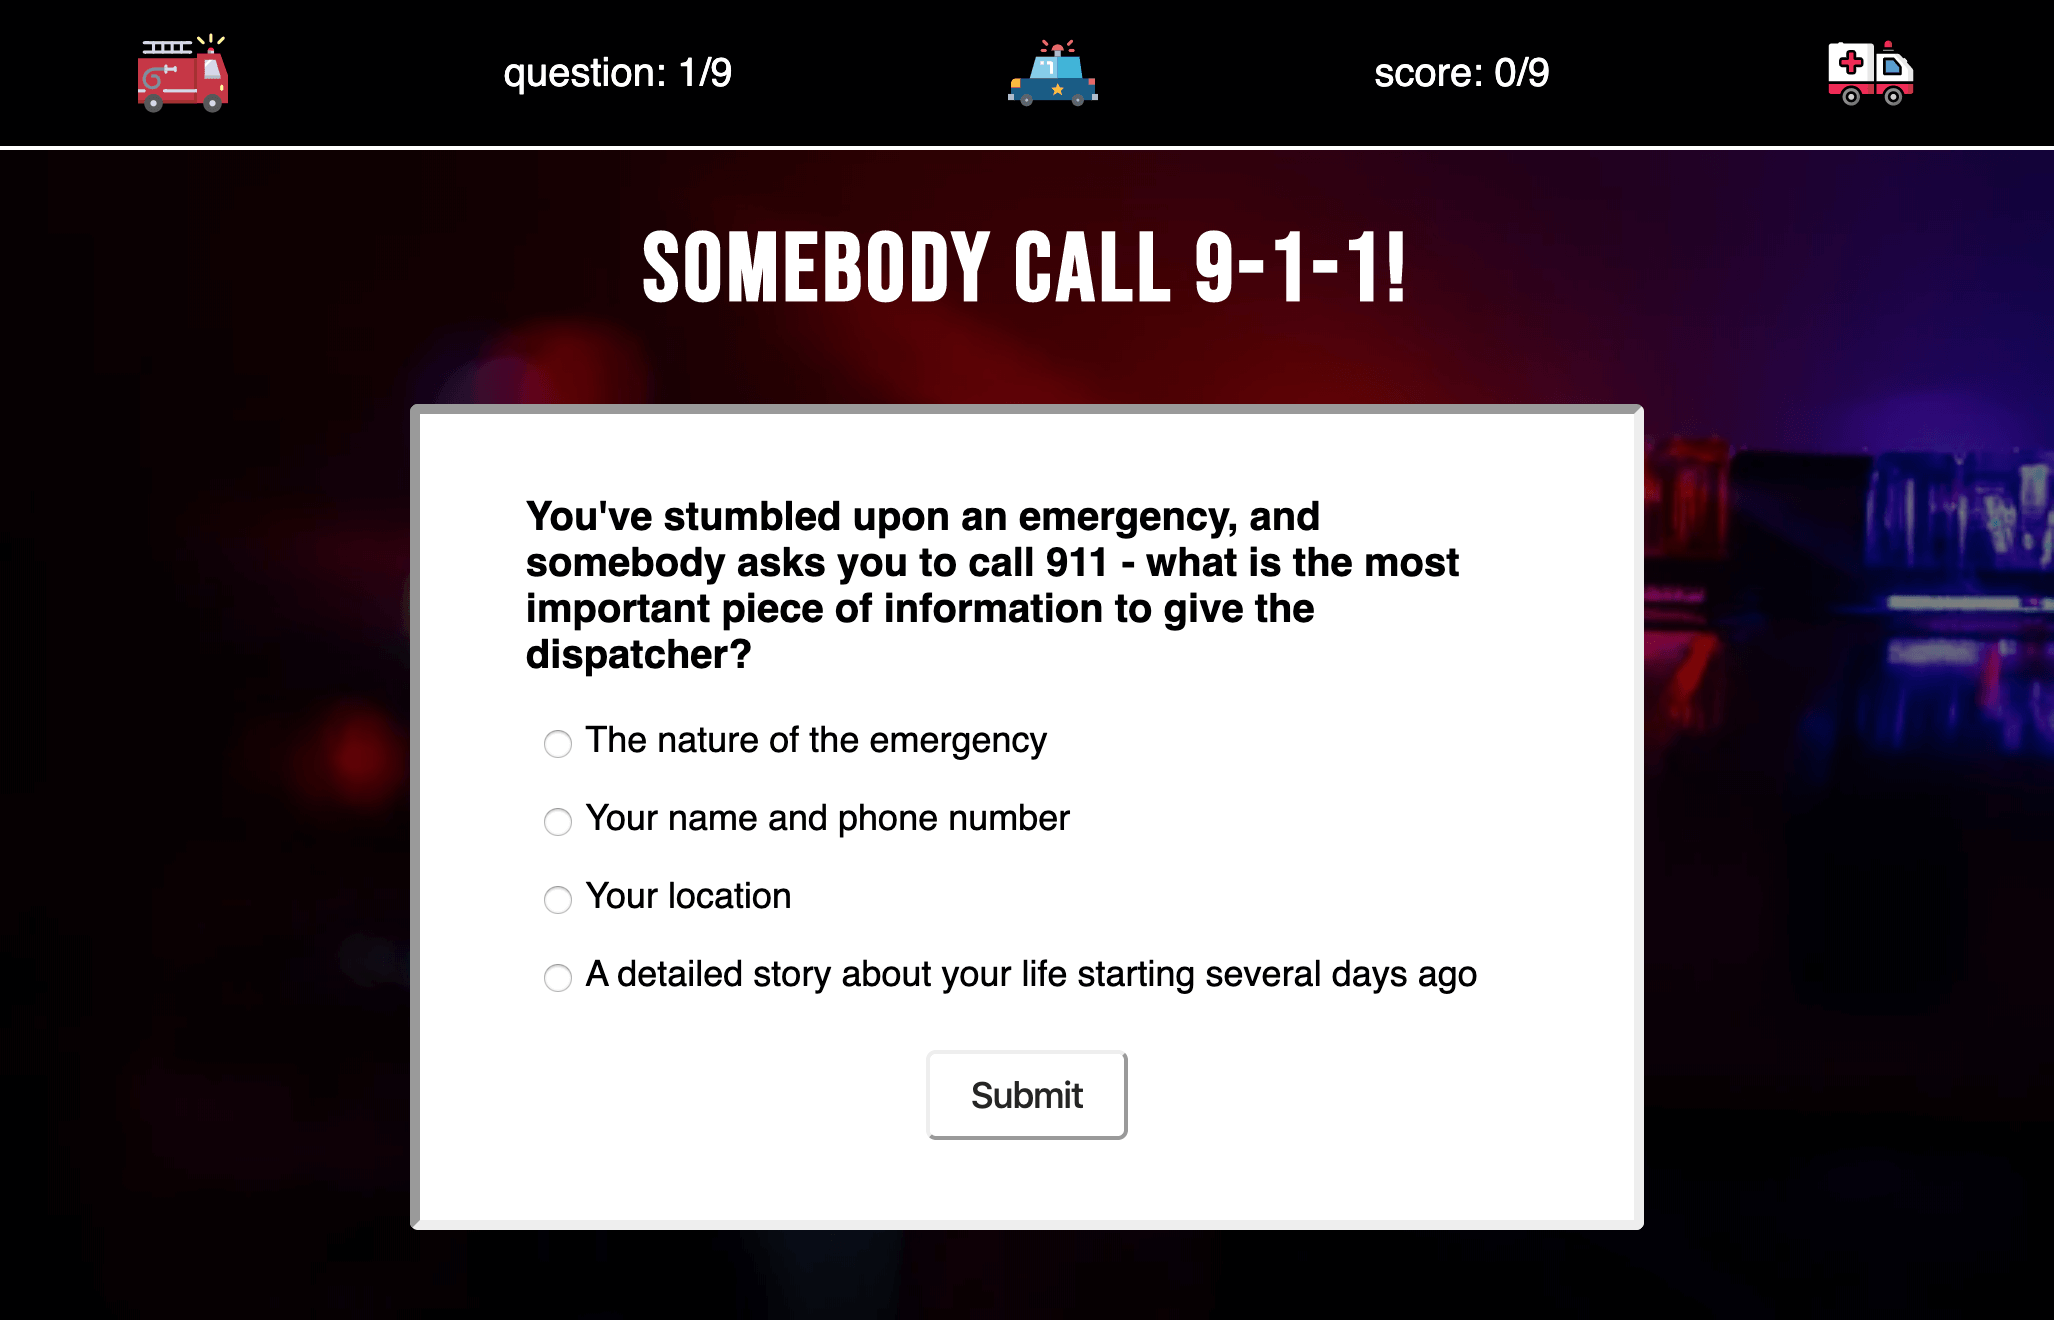 question: 1/9
score: 0/9
SOMEBODY CALL 9-1-1!
You've stumbled upon an emergency, and
somebody asks you to call 911 - what is the most
important piece of information to give the
dispatcher?
The nature of the emergency
Your name and phone number
Your location
A detailed story about your life starting several days ago
Submit